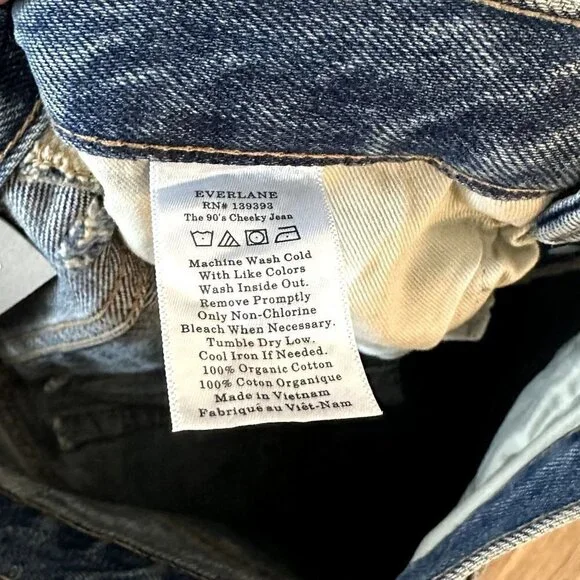 EVERLANE
RN# 139393
The 90's Cheeky Jean
Machine Wash Cold
With Like Colors
Wash Inside Out.
Remove Promptly
Only Non-Chlorine
Bleach When Necessary.
Tumble Dry Low.
Cool Iron If Needed.
100% Organic Cotton
100% Coton Organique
Made in Vietnam
Fabriqué au Viêt-Nam